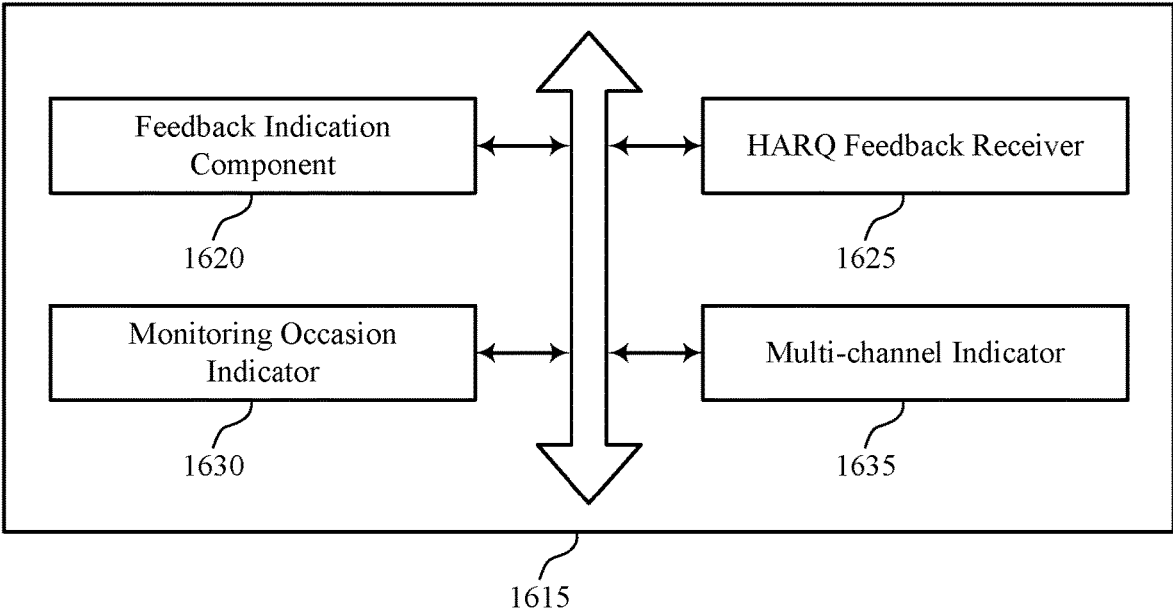 Feedback Indication
Component
1620
HARQ Feedback Receiver
1625
Monitoring Occasion
Indicator
1630
Multi-channel Indicator
1635
1615